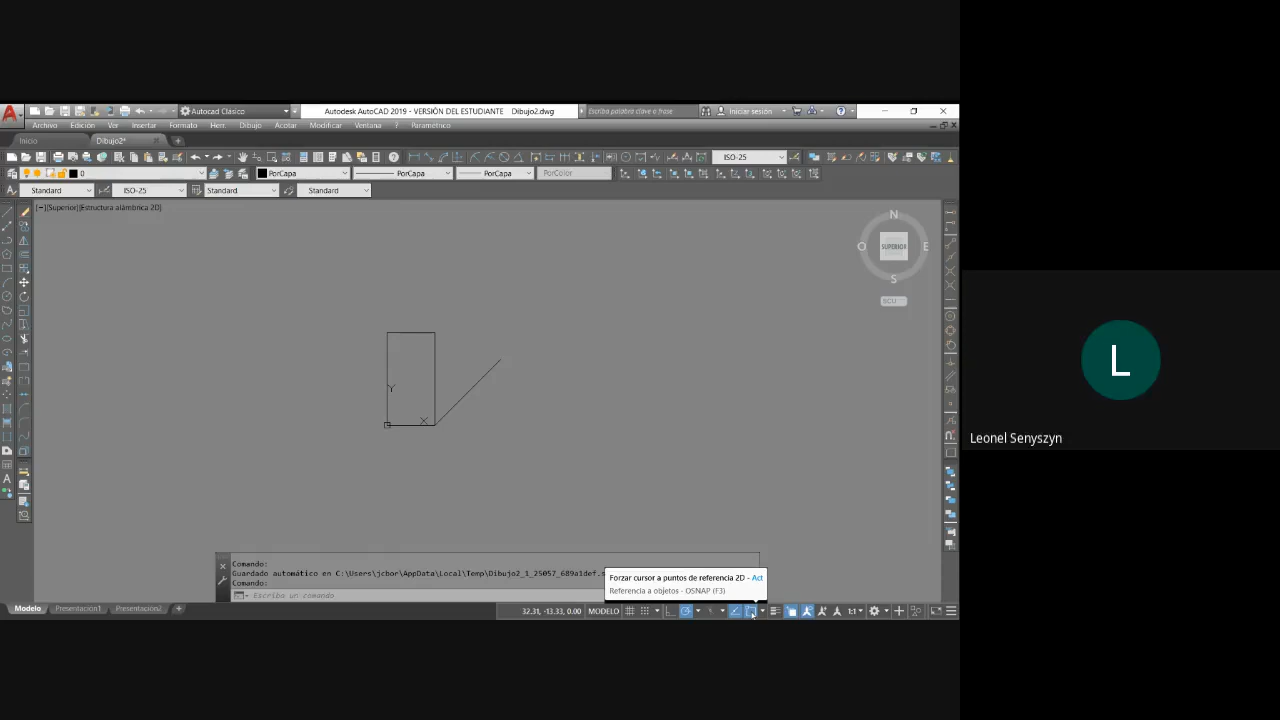 Autocad Clásico
Autodesk AutoCAD 2019 - VERSIÓN DEL ESTUDIANTE Dibujo2.dwg
Escriba palabra clave o frase
Iniciar sesión
Archivo Edición Ver Insertar Formato Herr. Dibujo Acotar Modificar Ventana ? Paramétrico
Inicio Dibujo2*
ISO-25
0 PorCapa PorCapa PorCapa PorColor
Standard ISO-25 Standard Standard
[−][Superior][Estructura alámbrica 2D]
N
O SUPERIOR E
S
SCU
Y
X
L
Leonel Senyszyn
Comando:
Guardado automático en C:\Users\jcbor\AppData\Local\Temp\Dibujo2_1_25057_689a1def.s
Comando:
Escriba un comando
Forzar cursor a puntos de referencia 2D - Act
Referencia a objetos - OSNAP (F3)
Modelo Presentación1 Presentación2 +
32.31, -13.33, 0.00 MODELO 1:1